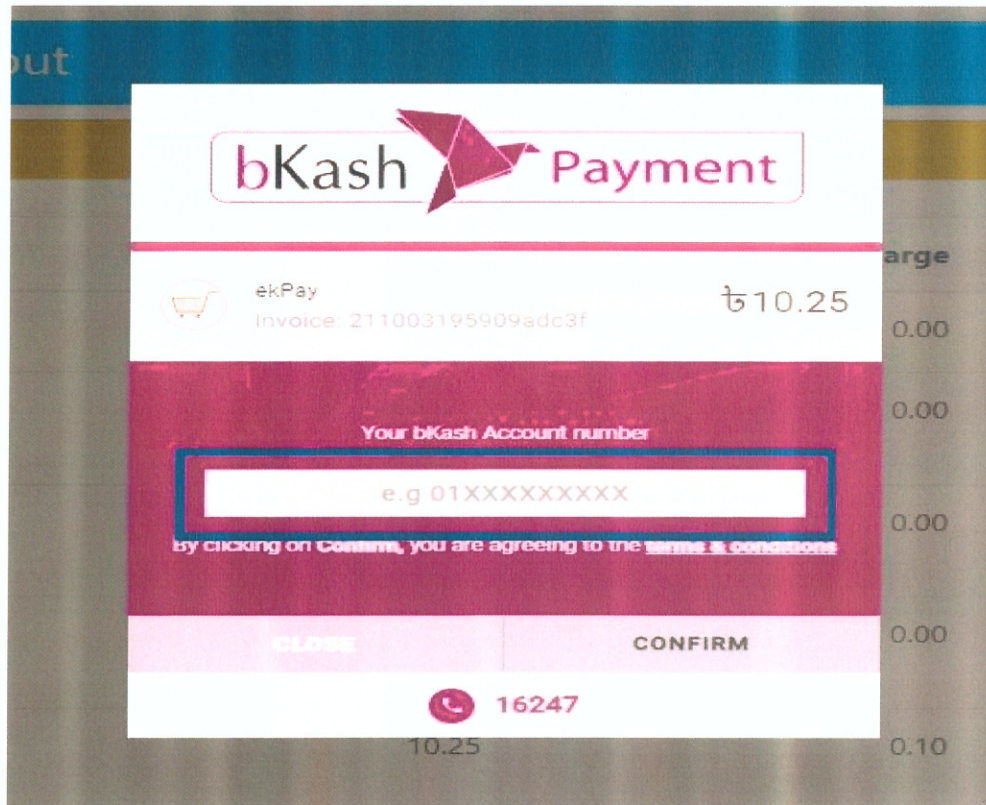 out
bKash Payment
arge
ekPay
Invoice: 211003195909adc3f
৳10.25
0.00
0.00
Your bKash Account number
e.g 01XXXXXXXXX
0.00
By clicking on Confirm, you are agreeing to the terms & conditions
CLOSE
CONFIRM
0.00
16247
10.25
0.10